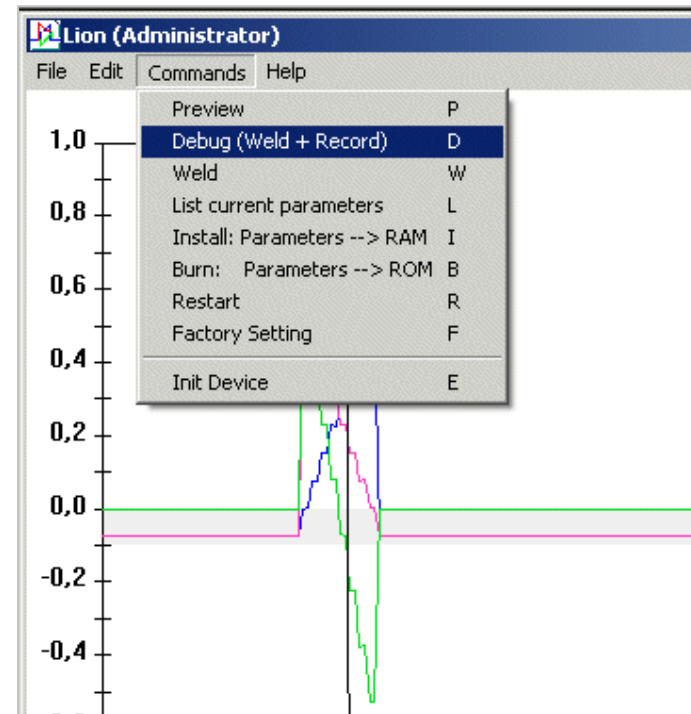 Lion (Administrator)
File Edit Commands Help
Preview P
Debug (Weld + Record) D
Weld W
List current parameters L
Install: Parameters --> RAM I
Burn: Parameters --> ROM B
Restart R
Factory Setting F
Init Device E
1,0
0,8
0,6
0,4
0,2
0,0
-0,2
-0,4